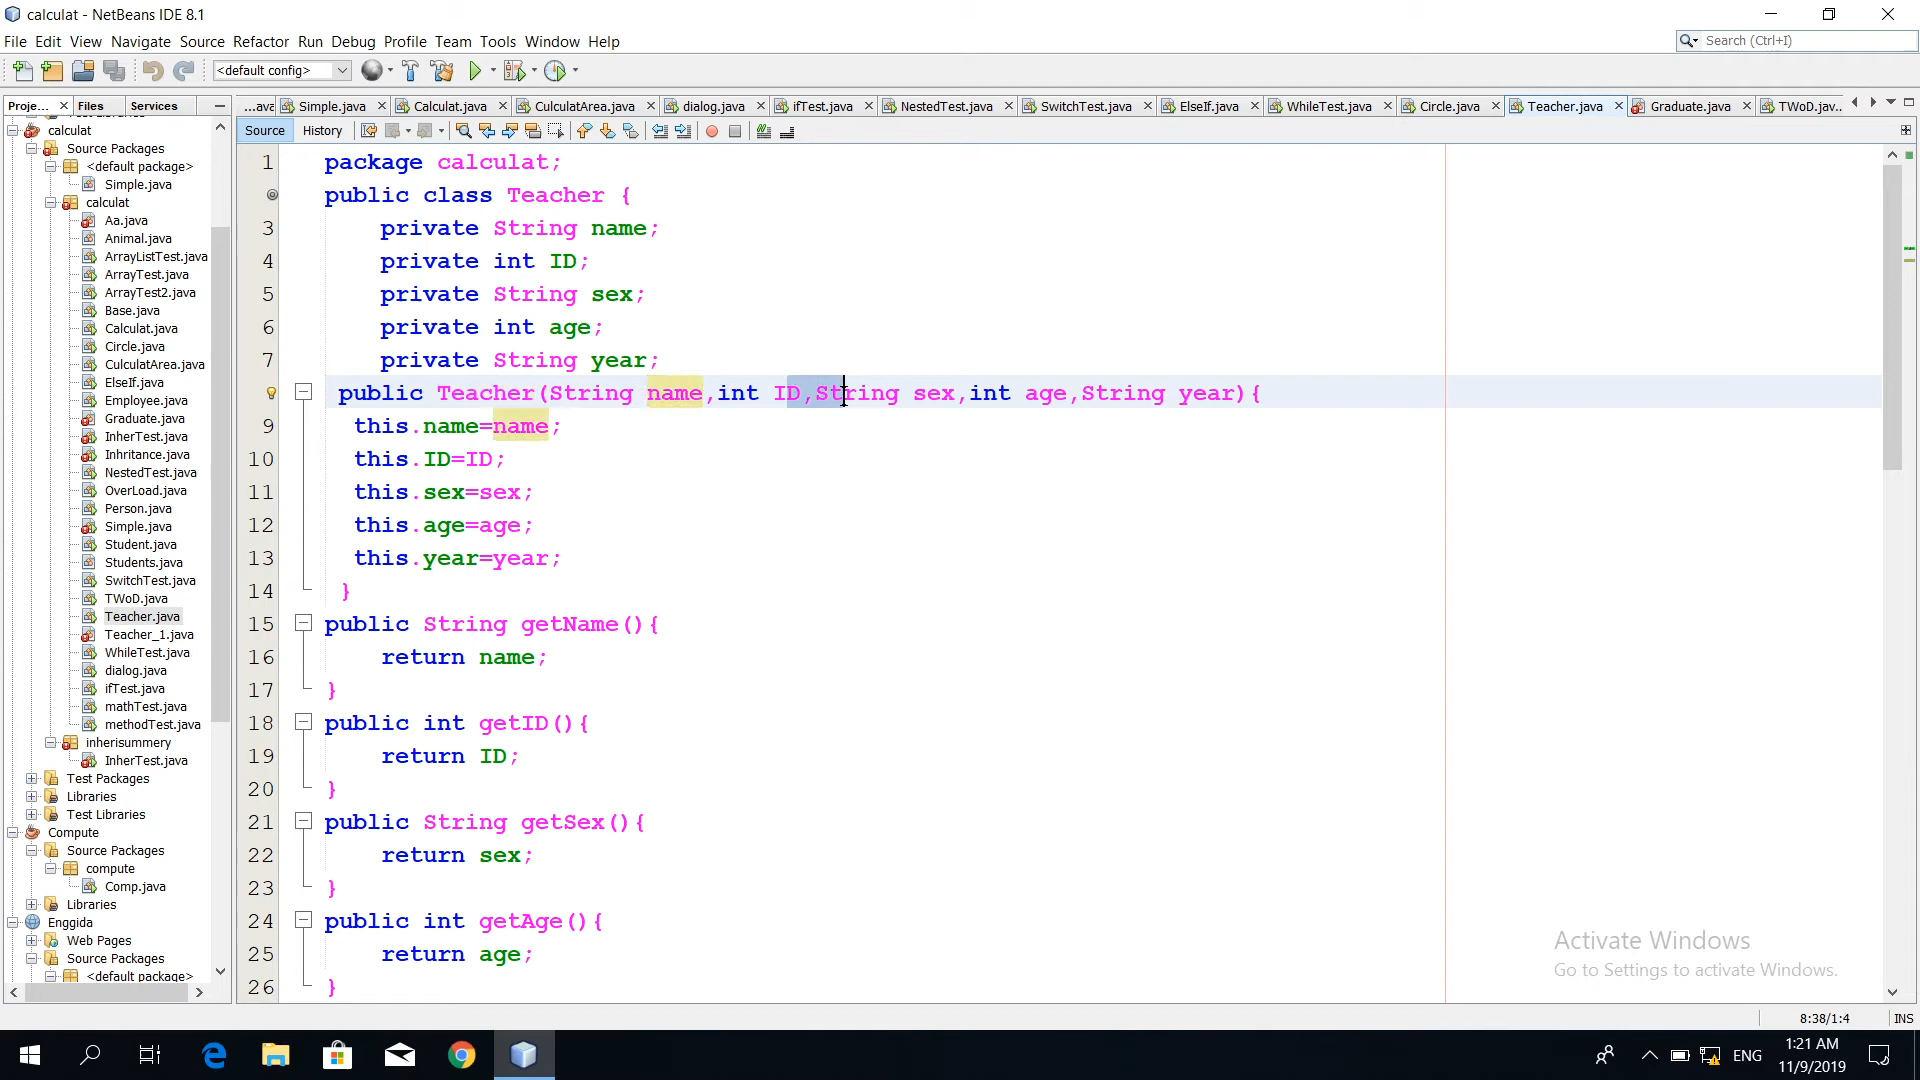 calculat - NetBeans IDE 8.1
File Edit View Navigate Source Refactor Run Debug Profile Team Tools Window Help
Search (Ctrl+I)
<default config>
Proje... Files Services
...ava Simple.java Calculat.java CulculatArea.java dialog.java ifTest.java NestedTest.java SwitchTest.java ElseIf.java WhileTest.java Circle.java Teacher.java Graduate.java TWoD.jav...
Source History
calculat
Source Packages
<default package>
Simple.java
calculat
Aa.java
Animal.java
ArrayListTest.java
ArrayTest.java
ArrayTest2.java
Base.java
Calculat.java
Circle.java
CulculatArea.java
ElseIf.java
Employee.java
Graduate.java
InherTest.java
Inhritance.java
NestedTest.java
OverLoad.java
Person.java
Simple.java
Student.java
Students.java
SwitchTest.java
TWoD.java
Teacher.java
Teacher_1.java
WhileTest.java
dialog.java
ifTest.java
mathTest.java
methodTest.java
inherisummery
InherTest.java
Test Packages
Libraries
Test Libraries
Compute
Source Packages
compute
Comp.java
Libraries
Enggida
Web Pages
Source Packages
<default package>
1 package calculat;
public class Teacher {
3 private String name;
4 private int ID;
5 private String sex;
6 private int age;
7 private String year;
public Teacher(String name,int ID,String sex,int age,String year){
9 this.name=name;
10 this.ID=ID;
11 this.sex=sex;
12 this.age=age;
13 this.year=year;
14 }
15 public String getName(){
16 return name;
17 }
18 public int getID(){
19 return ID;
20 }
21 public String getSex(){
22 return sex;
23 }
24 public int getAge(){
25 return age;
26 }
Activate Windows
Go to Settings to activate Windows.
8:38/1:4 INS
ENG
1:21 AM
11/9/2019